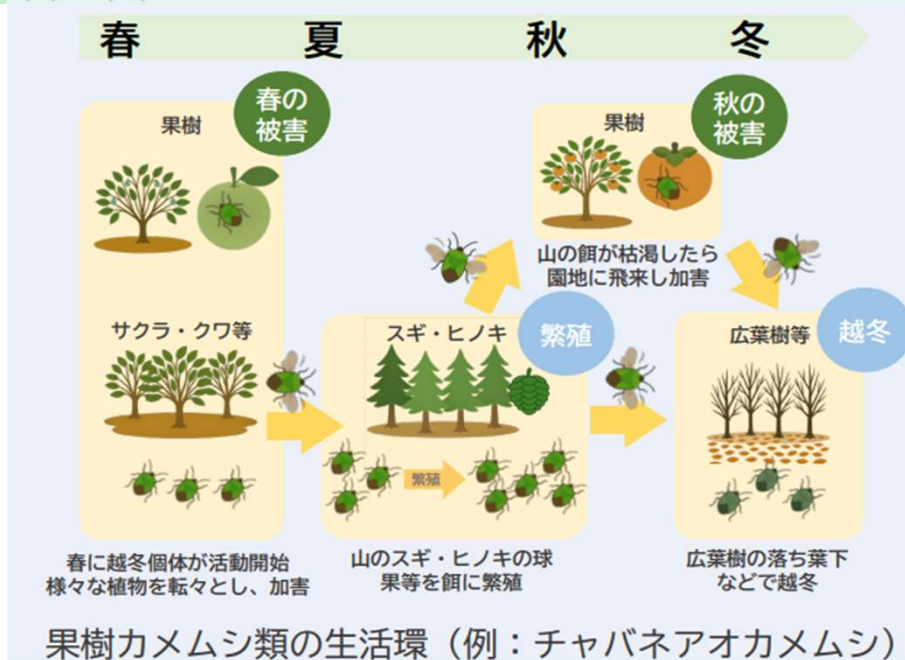 春
夏
秋
冬
果樹
春の
被害
サクラ・クワ等
春に越冬個体が活動開始
様々な植物を転々とし、加害
スギ・ヒノキ
繁殖
繁殖
山のスギ・ヒノキの球
果等を餌に繁殖
果樹
秋の
被害
山の餌が枯渇したら
園地に飛来し加害
広葉樹等
越冬
広葉樹の落ち葉下
などで越冬
果樹カメムシ類の生活環（例：チャバネアオカメムシ）